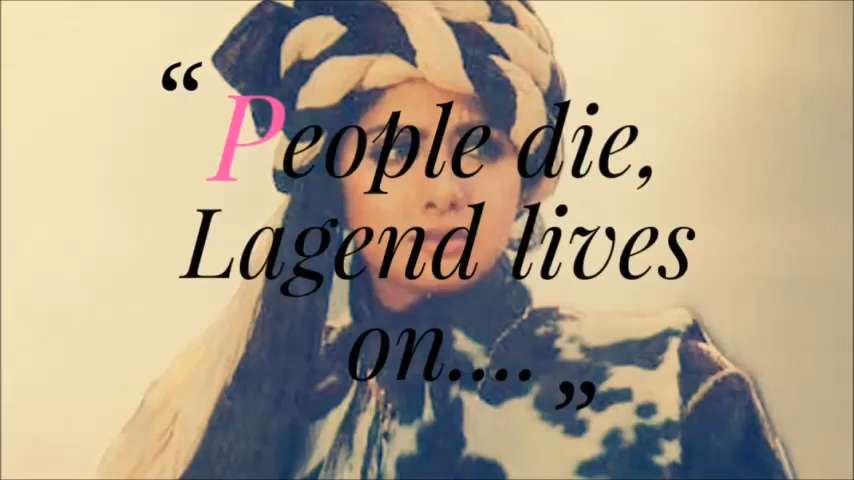 “People die,
Lagend lives
on....”